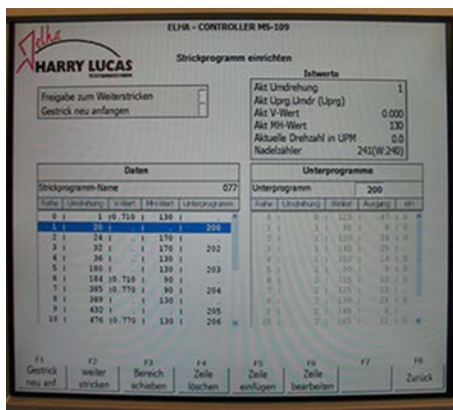 ELHA - CONTROLLER MS-109
Jelha
HARRY LUCAS
TEXTILMASCHINEN
Strickprogramm einrichten
Istwerte
Freigabe zum Weiterstricken
Gestrick neu anfangen
Akt Umdrehung 1
Akt Uprg.Umdr (Uprg)
Akt V-Wert 0.000
Akt MH-Wert 130
Aktuelle Drehzahl in UPM 0.0
Nadelzähler 241(W:240)
Daten
Strickprogramm-Name 077
Reihe Umdrehung V-Wert MH-Wert Unterprogramm
0 1 0.710 130
1 20 200
2 24 170
3 32 170 202
4 36 130
5 180 130 203
6 184 0.710 90
7 385 0.770 90 204
8 389 130
9 432 205
10 476 0.770 130 206
Unterprogramme
Unterprogramm 200
Reihe Umdrehung Winkel Ausgang ein
F1 F2 F3 F4 F5 F6 F7 F8
Gestrick neu anf.
weiter stricken
Bereich schieben
Zeile löschen
Zeile einfügen
Zeile bearbeiten
Zurück